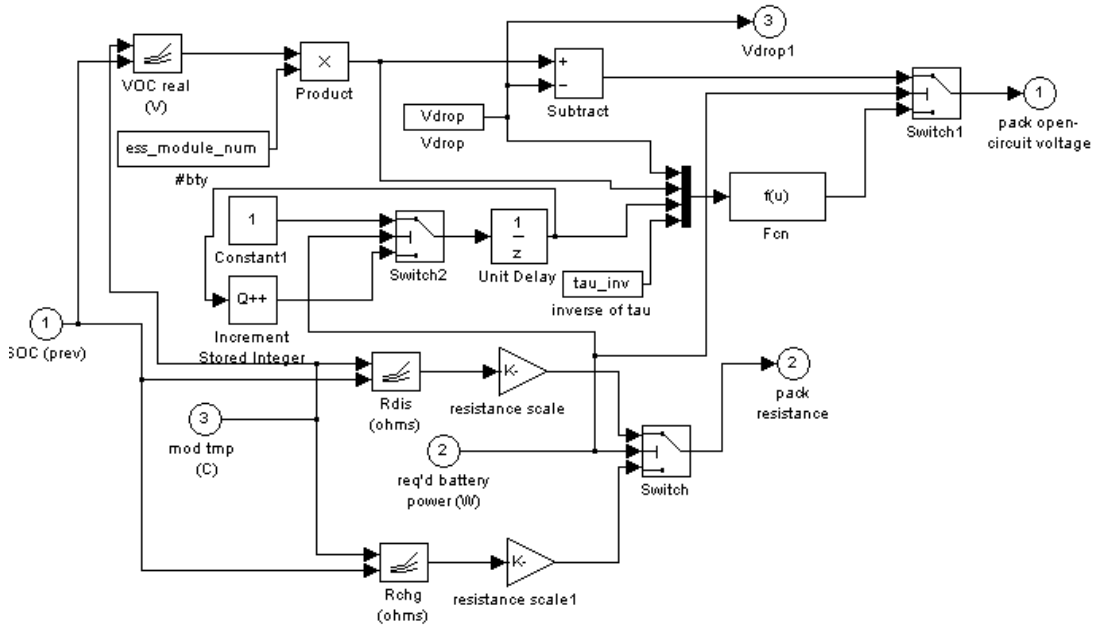 3
Vdrop1
VOC real
(V)
×
Product
+
−
Subtract
Switch1
1
pack open-
circuit voltage
Vdrop
Vdrop
ess_module_num
#bty
f(u)
Fcn
1
Constant1
Switch2
1
z
Unit Delay
tau_inv
inverse of tau
Q++
Increment
Stored Integer
1
SOC (prev)
Rdis
(ohms)
K-
resistance scale
2
pack
resistance
3
mod tmp
(C)
2
req'd battery
power (W)
Switch
Rchg
(ohms)
K-
resistance scale1